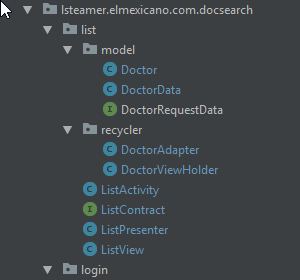 lsteamer.elmexicano.com.docsearch
list
model
C Doctor
C DoctorData
I DoctorRequestData
recycler
C DoctorAdapter
C DoctorViewHolder
C ListActivity
I ListContract
C ListPresenter
C ListView
login